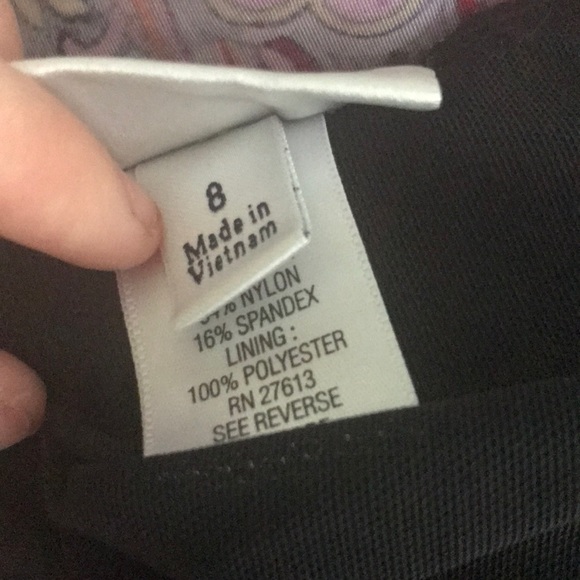 8
Made in
Vietnam
NYLON
16% SPANDEX
LINING :
100% POLYESTER
RN 27613
SEE REVERSE